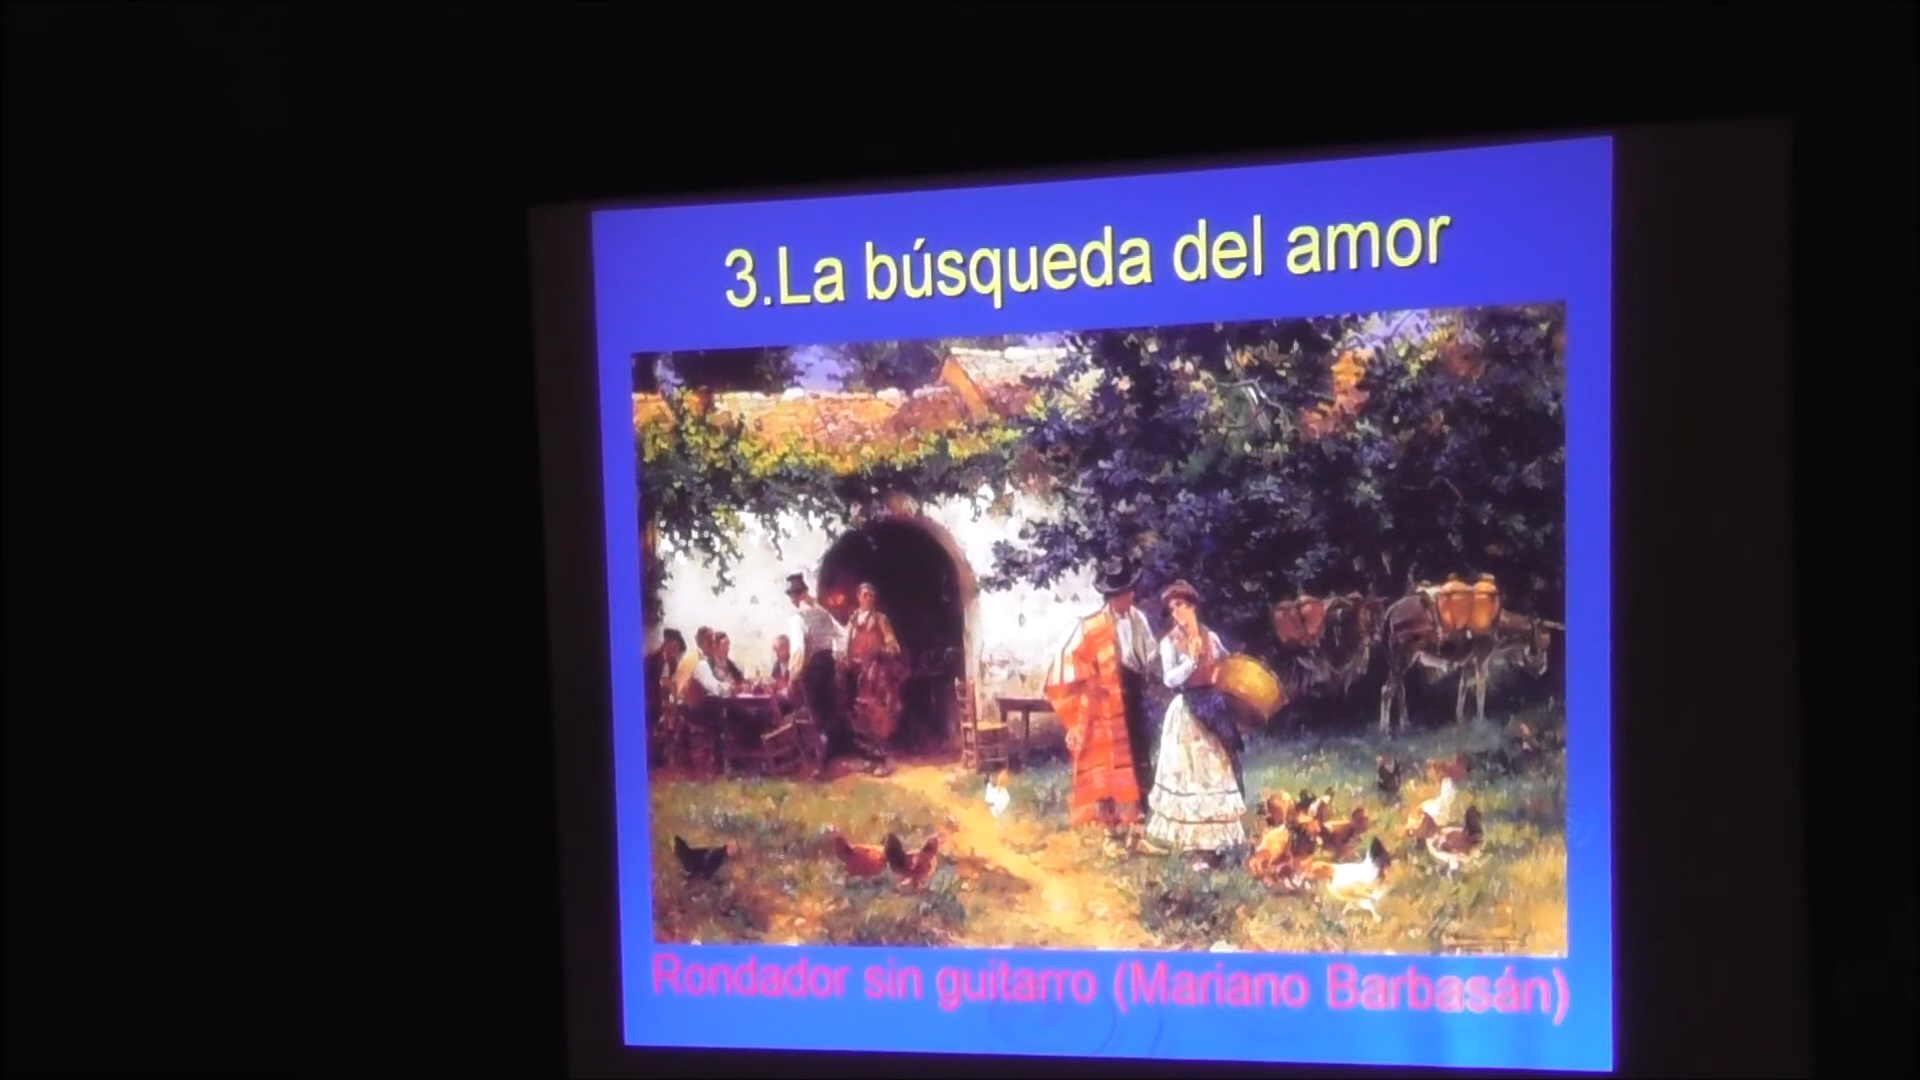 3.La búsqueda del amor
Rondador sin guitarro (Mariano Barbasán)